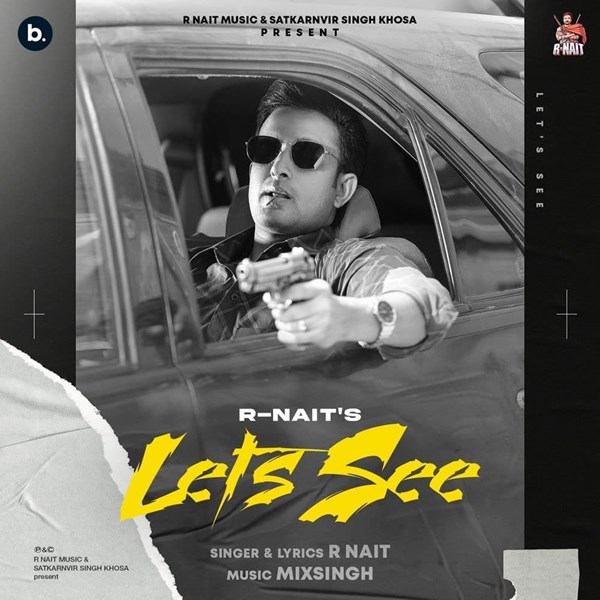 b.
R NAIT MUSIC & SATKARNVIR SINGH KHOSA
PRESENT
R-NAIT
LET'S SEE
R-NAIT'S
Let's See
SINGER & LYRICS R NAIT
MUSIC MIXSINGH
℗&©
R NAIT MUSIC &
SATKARNVIR SINGH KHOSA
present